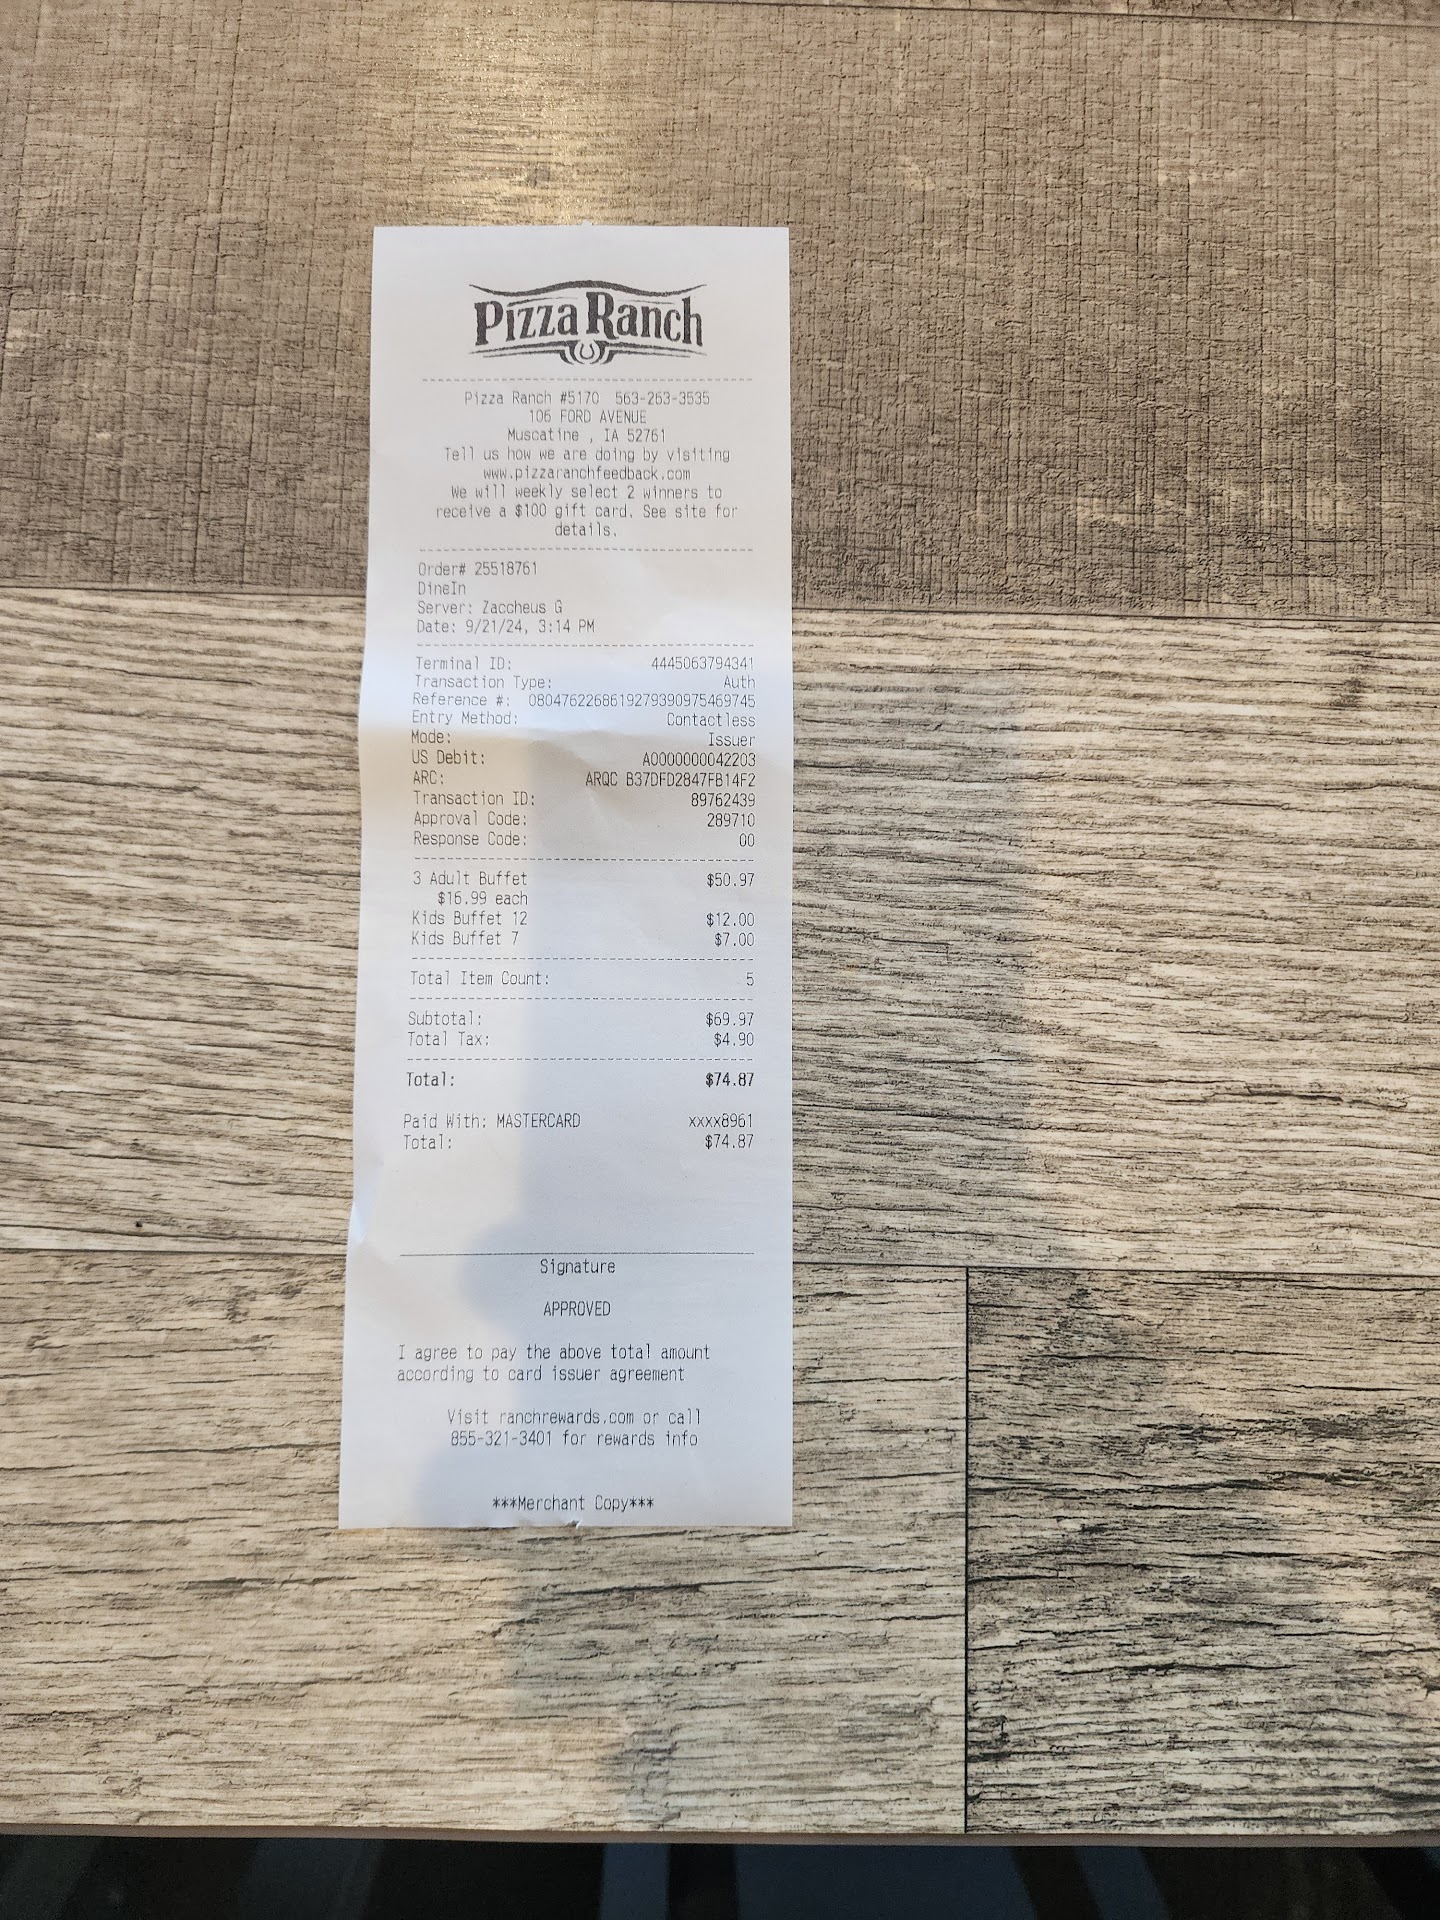 Pizza Ranch
Pizza Ranch #5170 563-263-3535
106 FORD AVENUE
Muscatine , IA 52761
Tell us how we are doing by visiting
www.pizzaranchfeedback.com
We will weekly select 2 winners to
receive a $100 gift card. See site for
details.
Order# 25518761
DineIn
Server: Zaccheus G
Date: 9/21/24, 3:14 PM
Terminal ID: 4445063794341
Transaction Type: Auth
Reference #: 0804762268619279390975469745
Entry Method: Contactless
Mode: Issuer
US Debit: A0000000042203
ARC: ARQC B37DFD2847FB14F2
Transaction ID: 89762439
Approval Code: 289710
Response Code: 00
3 Adult Buffet $50.97
$16.99 each
Kids Buffet 12 $12.00
Kids Buffet 7 $7.00
Total Item Count: 5
Subtotal: $69.97
Total Tax: $4.90
Total: $74.87
Paid With: MASTERCARD xxxx8961
Total: $74.87
Signature
APPROVED
I agree to pay the above total amount
according to card issuer agreement
Visit ranchrewards.com or call
855-321-3401 for rewards info
***Merchant Copy***